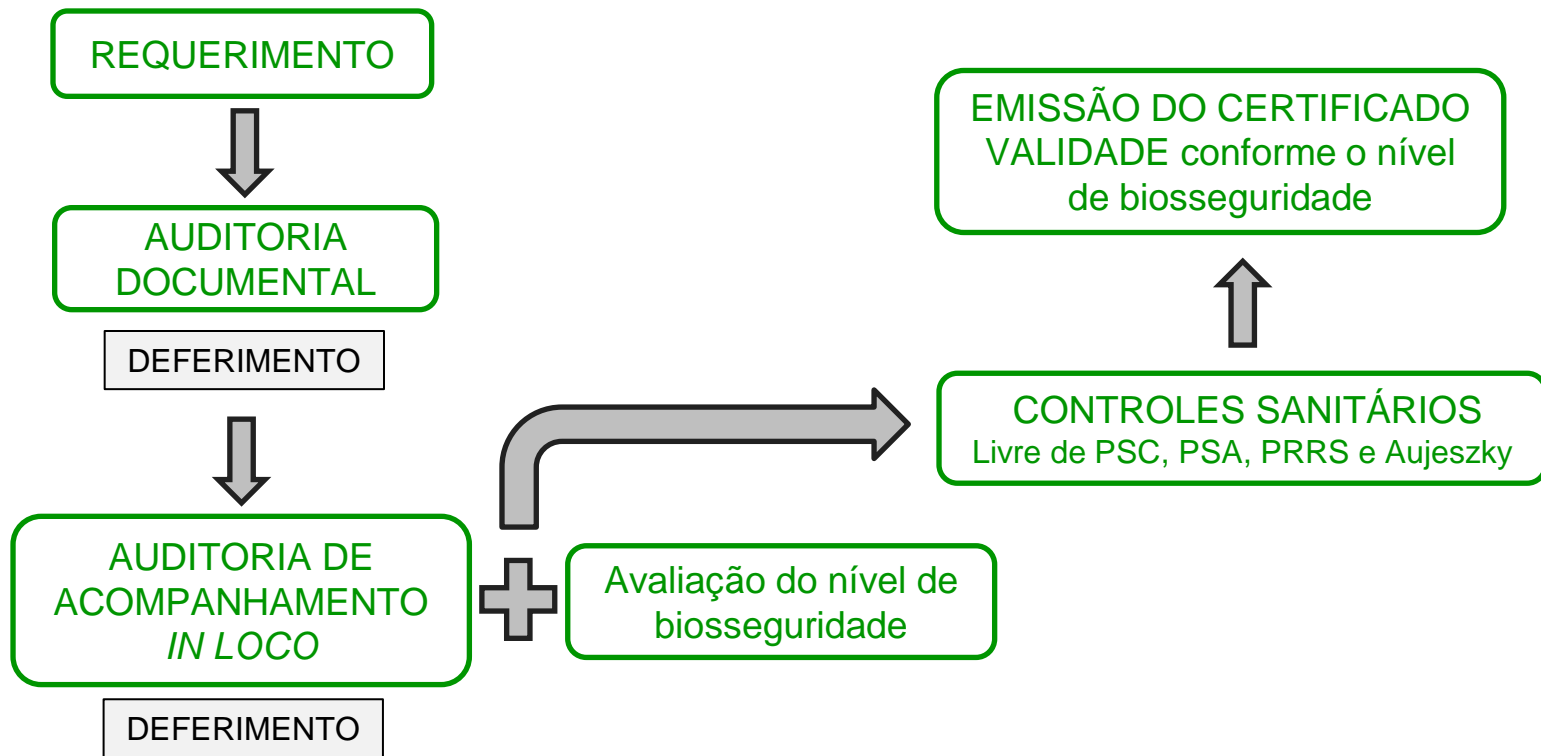 REQUERIMENTO
AUDITORIA
DOCUMENTAL
DEFERIMENTO
AUDITORIA DE
ACOMPANHAMENTO
IN LOCO
DEFERIMENTO
Avaliação do nível de
biosseguridade
CONTROLES SANITÁRIOS
Livre de PSC, PSA, PRRS e Aujeszky
EMISSÃO DO CERTIFICADO
VALIDADE conforme o nível
de biosseguridade